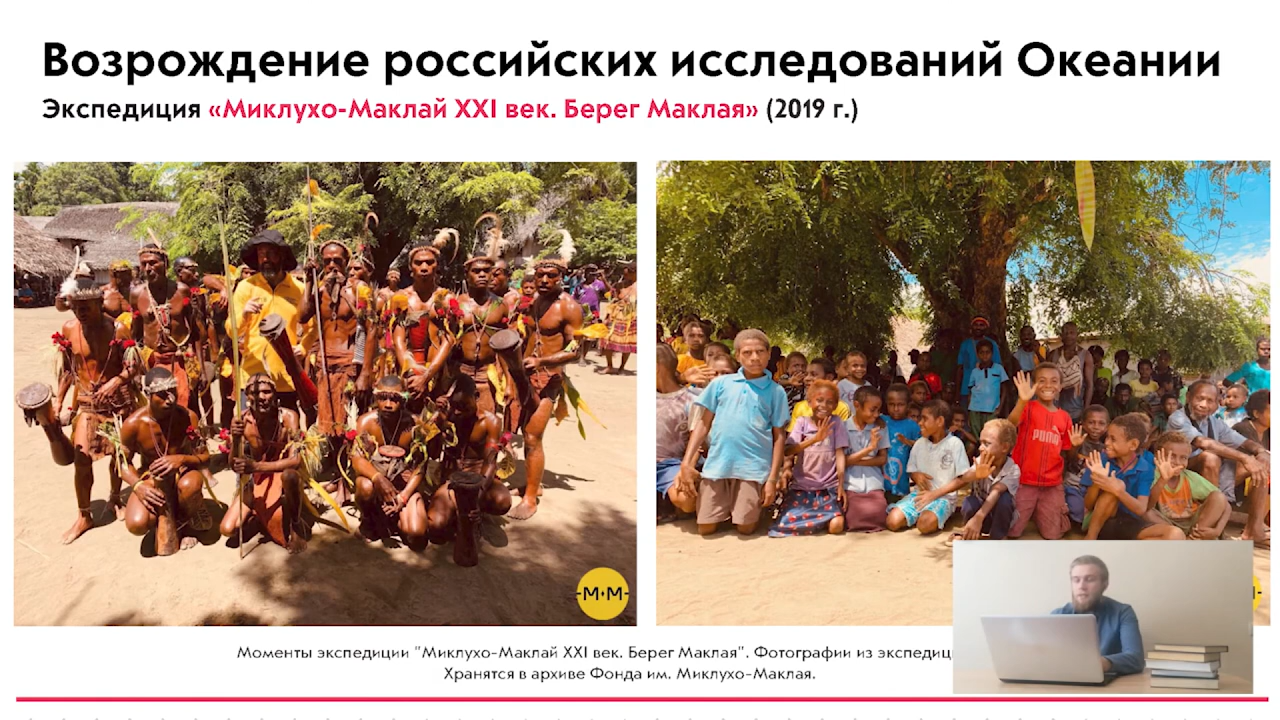 Возрождение российских исследований Океании
Экспедиция «Миклухо-Маклай XXI век. Берег Маклая» (2019 г.)
PUMA
-M·M-
Моменты экспедиции "Миклухо-Маклай XXI век. Берег Маклая". Фотографии из
Хранятся в архиве Фонда им. Миклухо-Маклая.